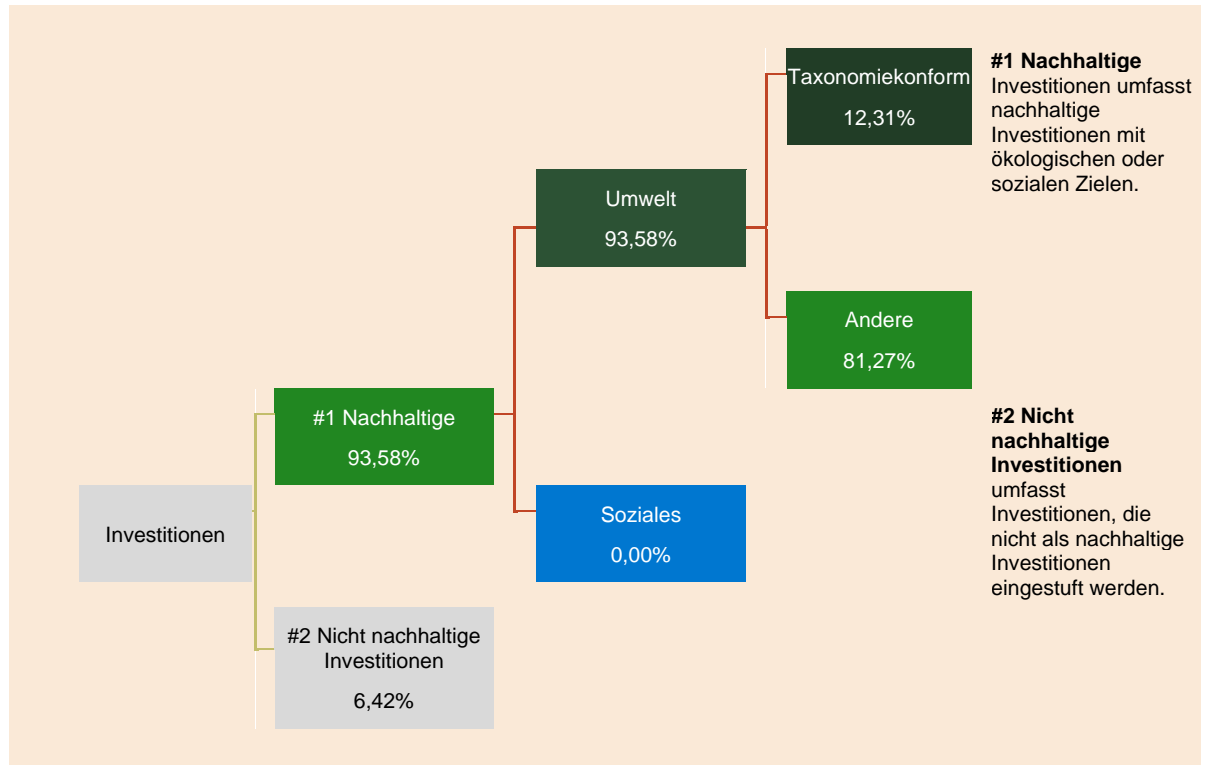 Taxonomiekonform
12,31%
#1 Nachhaltige
Investitionen umfasst
nachhaltige
Investitionen mit
ökologischen oder
sozialen Zielen.
Umwelt
93,58%
Andere
81,27%
#1 Nachhaltige
93,58%
#2 Nicht
nachhaltige
Investitionen
umfasst
Investitionen, die
nicht als nachhaltige
Investitionen
eingestuft werden.
Investitionen
Soziales
0,00%
#2 Nicht nachhaltige
Investitionen
6,42%